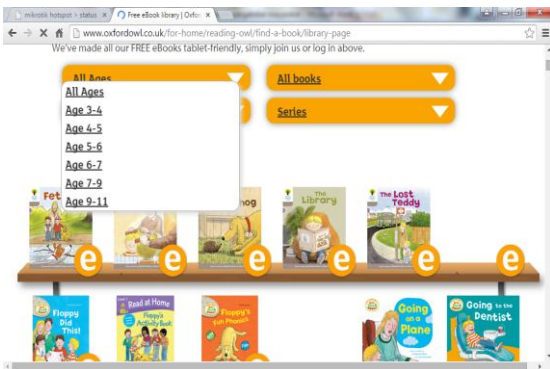 mikrotik hotspot > status
Free eBook library | Oxfor
www.oxfordowl.co.uk/for-home/reading-owl/find-a-book/library-page
We've made all our FREE eBooks tablet-friendly, simply join us or log in above.
All Ages
All books
All Ages
Age 3-4
Age 4-5
Age 5-6
Age 6-7
Age 7-9
Age 9-11
Series
The Library
The Lost Teddy
e e e e e
Floppy Did This!
Read at Home
Floppy's Activity Book
Floppy's Fun Phonics
Going on a Plane
Going to the Dentist